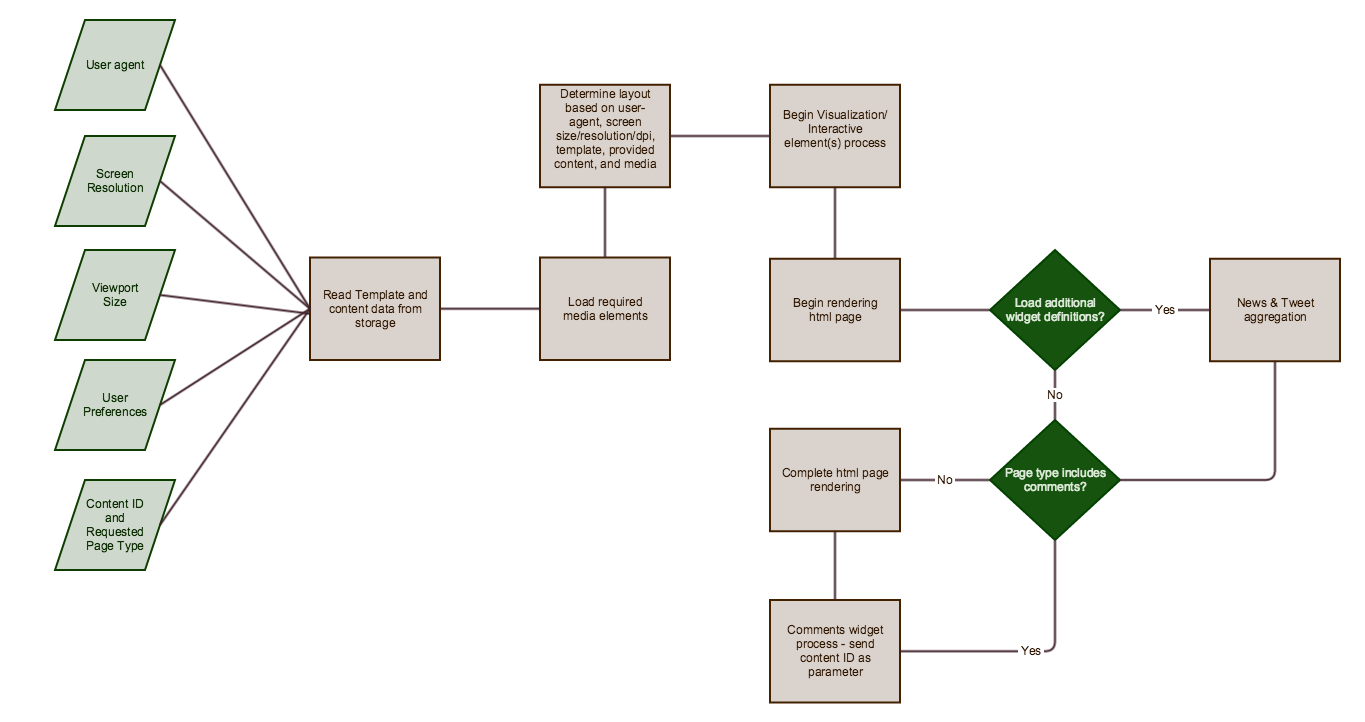 User agent
Screen
Resolution
Viewport
Size
User
Preferences
Content ID
and
Requested
Page Type
Read Template and
content data from
storage
Load required
media elements
Determine layout
based on user-
agent, screen
size/resolution/dpi,
template, provided
content, and media
Begin Visualization/
Interactive
element(s) process
Begin rendering
html page
Load additional
widget definitions?
Yes
News & Tweet
aggregation
No
Page type includes
comments?
No
Complete html page
rendering
Yes
Comments widget
process - send
content ID as
parameter